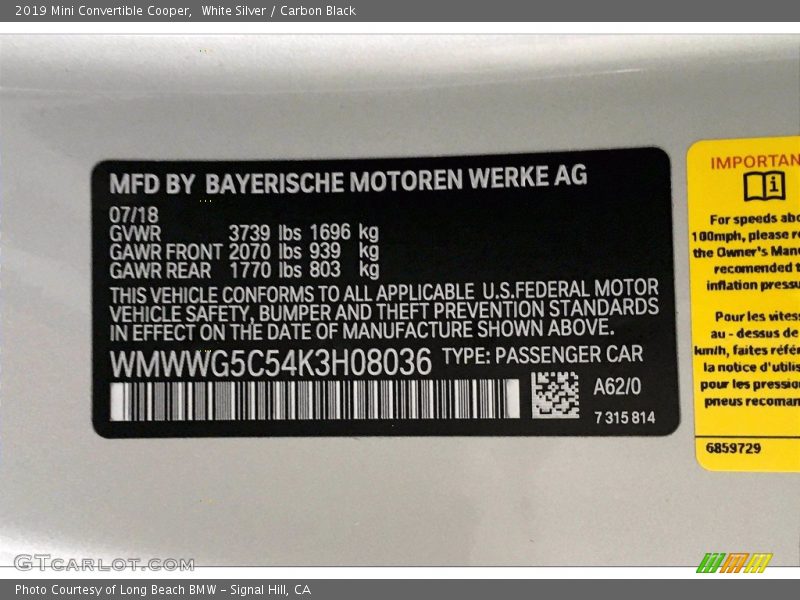 2019 Mini Convertible Cooper,  White Silver / Carbon Black
MFD BY BAYERISCHE MOTOREN WERKE AG
07/18
GVWR 3739 lbs 1696 kg
GAWR FRONT 2070 lbs 939 kg
GAWR REAR 1770 lbs 803 kg
THIS VEHICLE CONFORMS TO ALL APPLICABLE U.S.FEDERAL MOTOR
VEHICLE SAFETY, BUMPER AND THEFT PREVENTION STANDARDS
IN EFFECT ON THE DATE OF MANUFACTURE SHOWN ABOVE.
WMWWG5C54K3H08036 TYPE: PASSENGER CAR
A62/0
7 315 814
IMPORTAN
For speeds abo
100mph, please re
the Owner's Manu
recomended t
inflation pressu
Pour les vitess
au - dessus de
km/h, faites référ
la notice d'utilis
pour les pression
pneus recoman
6859729
GTCARLOT.COM
Photo Courtesy of Long Beach BMW - Signal Hill, CA